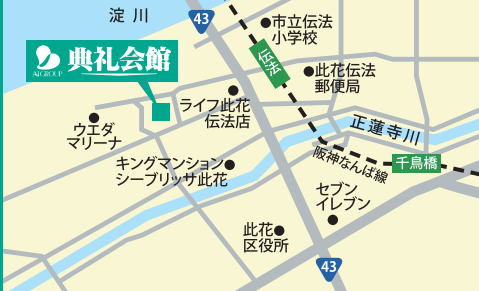 淀川
43
市立伝法
小学校
典礼会館
AI GROUP
伝法
此花伝法
郵便局
ライフ此花
伝法店
ウエダ
マリーナ
正蓮寺川
阪神なんば線
千鳥橋
キングマンション
シーブリッサ此花
セブン
イレブン
此花
区役所
43